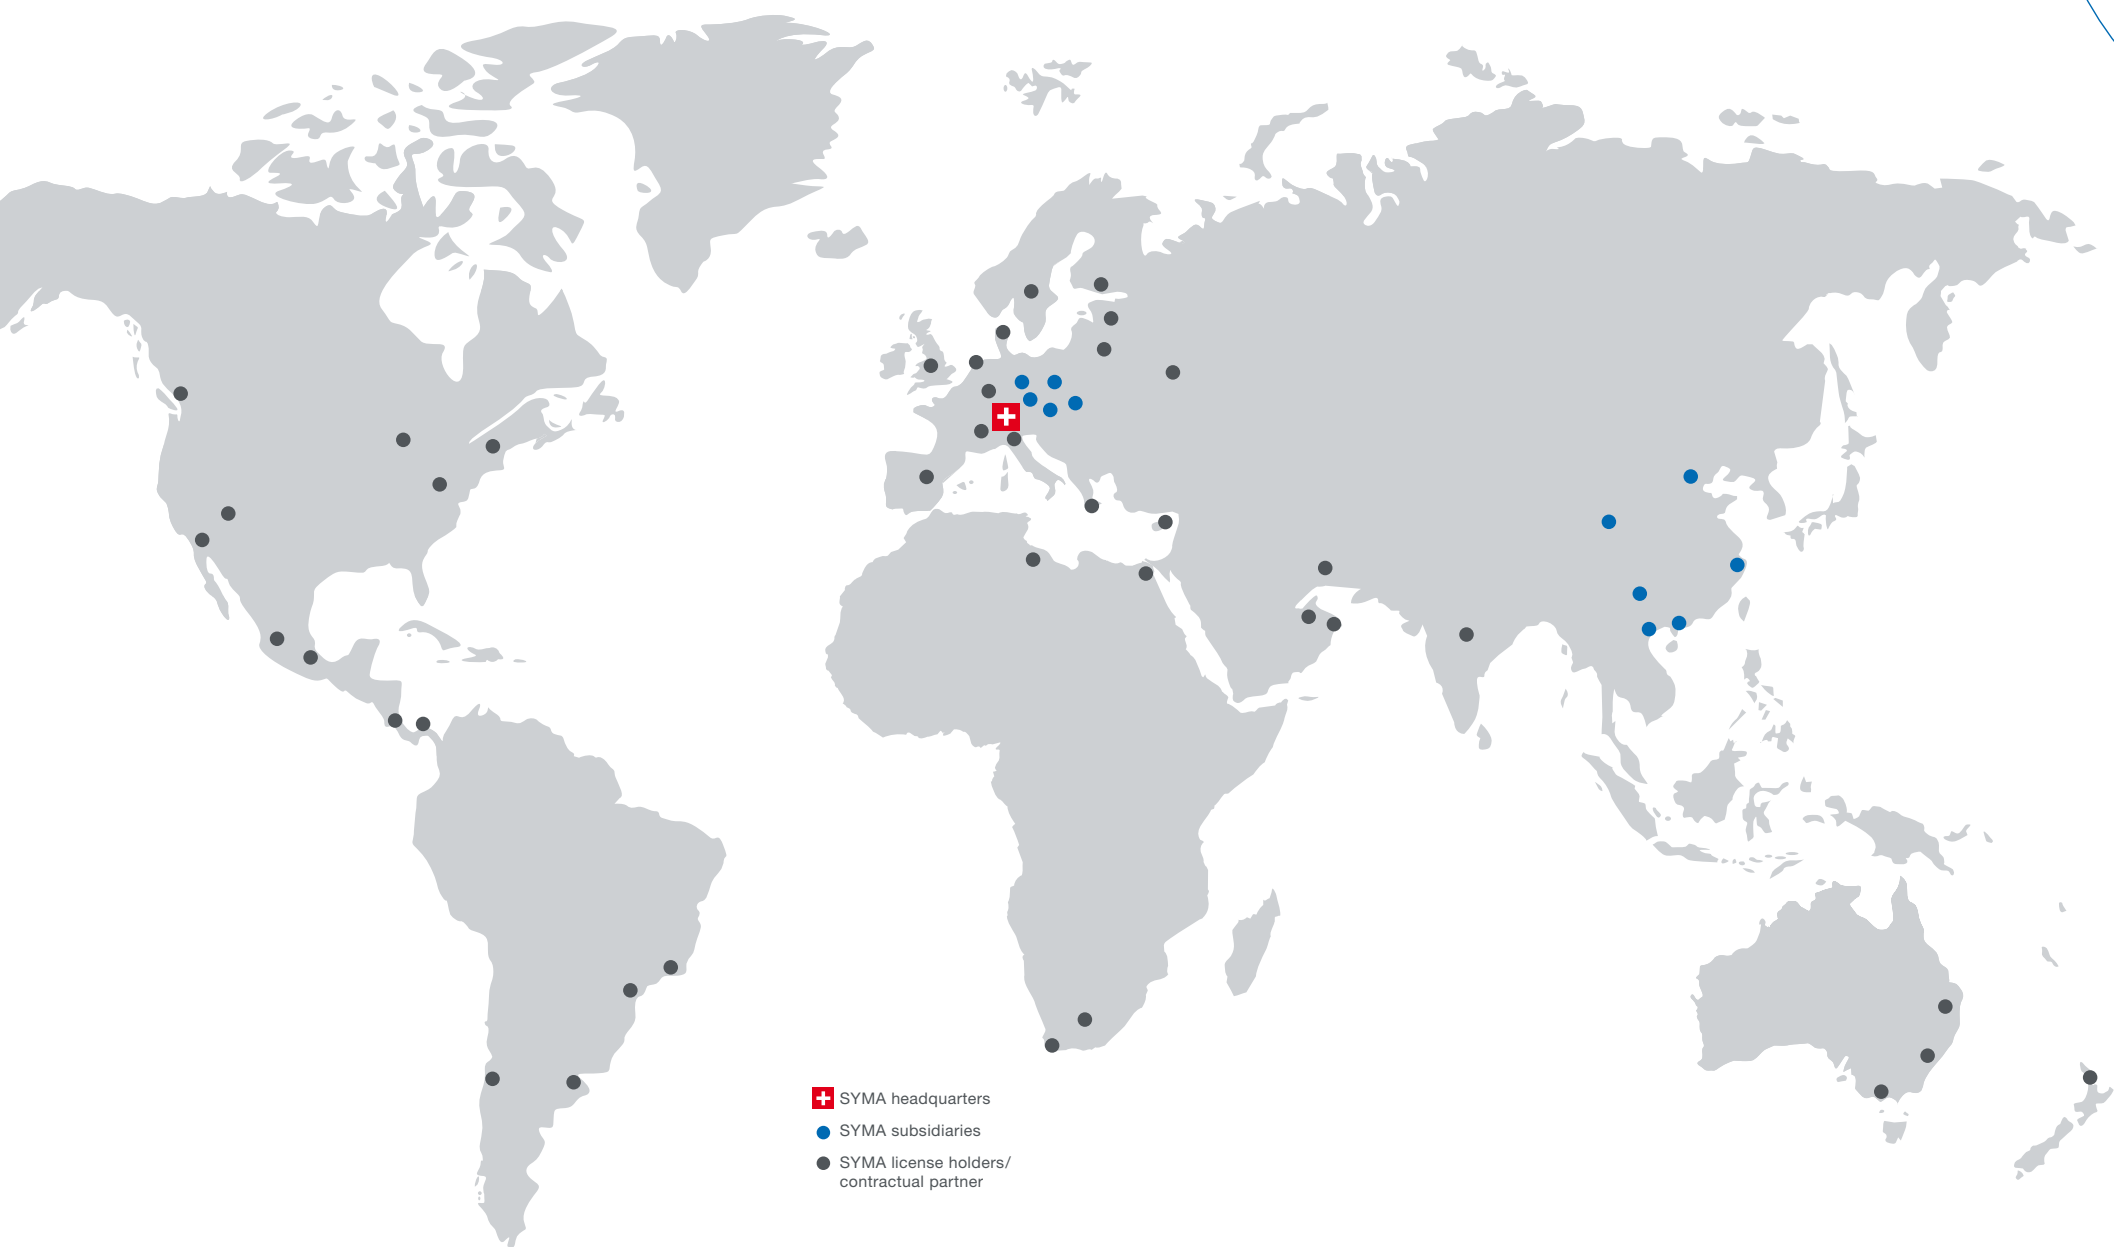 SYMA headquarters
SYMA subsidiaries
SYMA license holders/
contractual partner